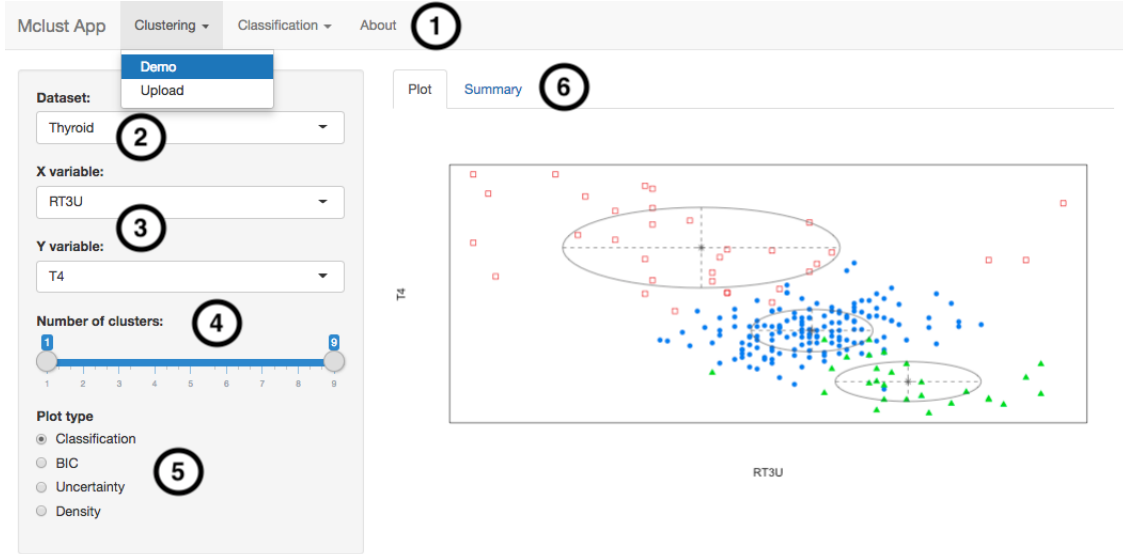 Mclust App Clustering Classification About 1
Demo
Upload
Plot Summary 6
Dataset:
Thyroid 2
X variable:
RT3U
3
Y variable:
T4
Number of clusters: 4
1 9
1 2 3 4 5 6 7 8 9
Plot type
Classification
BIC
5
Uncertainty
Density
T4
RT3U